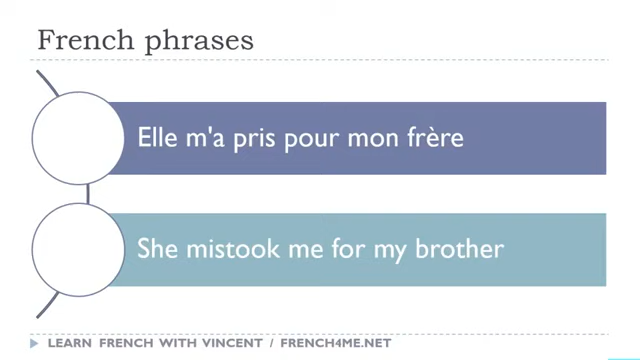 French phrases
Elle m'a pris pour mon frère
She mistook me for my brother
LEARN FRENCH WITH VINCENT / FRENCH4ME.NET